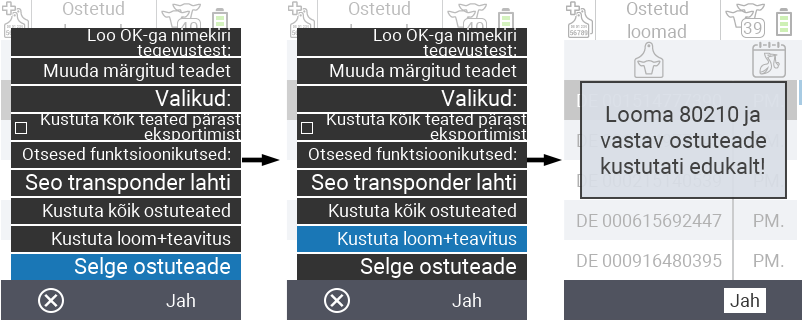 Ostetud
40
Loo OK-ga nimekiri
tegevustest:
Muuda märgitud teadet
Valikud:
Kustuta kõik teated pärast
eksportimist
Otsesed funktsioonikutsed:
Seo transponder lahti
Kustuta kõik ostuteated
Kustuta loom+teavitus
Selge ostuteade
Jah
Ostetud
Loo OK-ga nimekiri
tegevustest:
Muuda märgitud teadet
Valikud:
Kustuta kõik teated pärast
eksportimist
Otsesed funktsioonikutsed:
Seo transponder lahti
Kustuta kõik ostuteated
Kustuta loom+teavitus
Selge ostuteade
Jah
Ostetud
loomad
39
Looma 80210 ja
vastav ostuteade
kustutati edukalt!
DE 000615692447 PM.
DE 000916480395 PM.
Jah